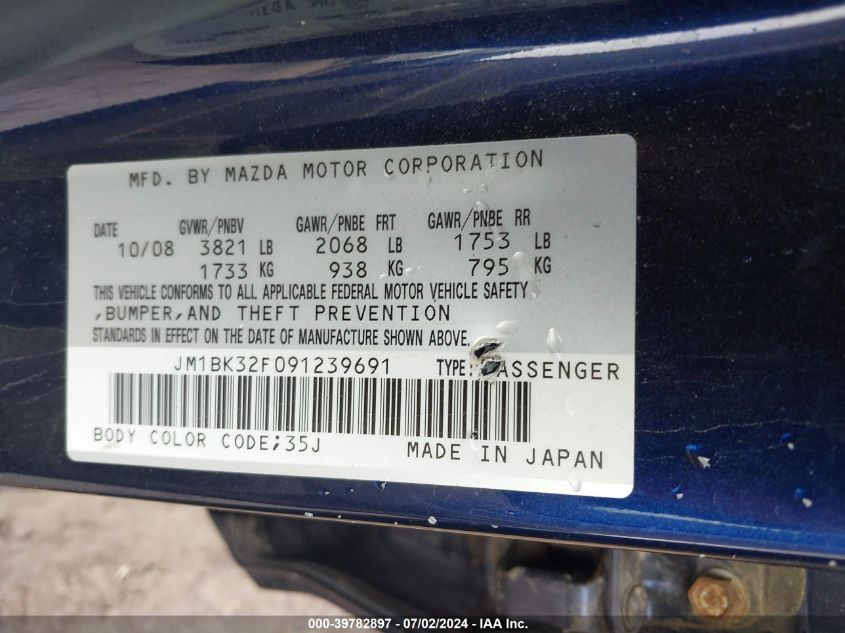 MFD. BY MAZDA MOTOR CORPORATION
DATE GVWR/PNBV GAWR/PNBE FRT GAWR/PNBE RR
10/08 3821 LB 2068 LB 1753 LB
1733 KG 938 KG 795 KG
THIS VEHICLE CONFORMS TO ALL APPLICABLE FEDERAL MOTOR VEHICLE SAFETY
,BUMPER,AND THEFT PREVENTION
STANDARDS IN EFFECT ON THE DATE OF MANUFACTURE SHOWN ABOVE.
JM1BK32F091239691 TYPE: PASSENGER
BODY COLOR CODE;35J MADE IN JAPAN
000-39782897 - 07/02/2024 - IAA Inc.